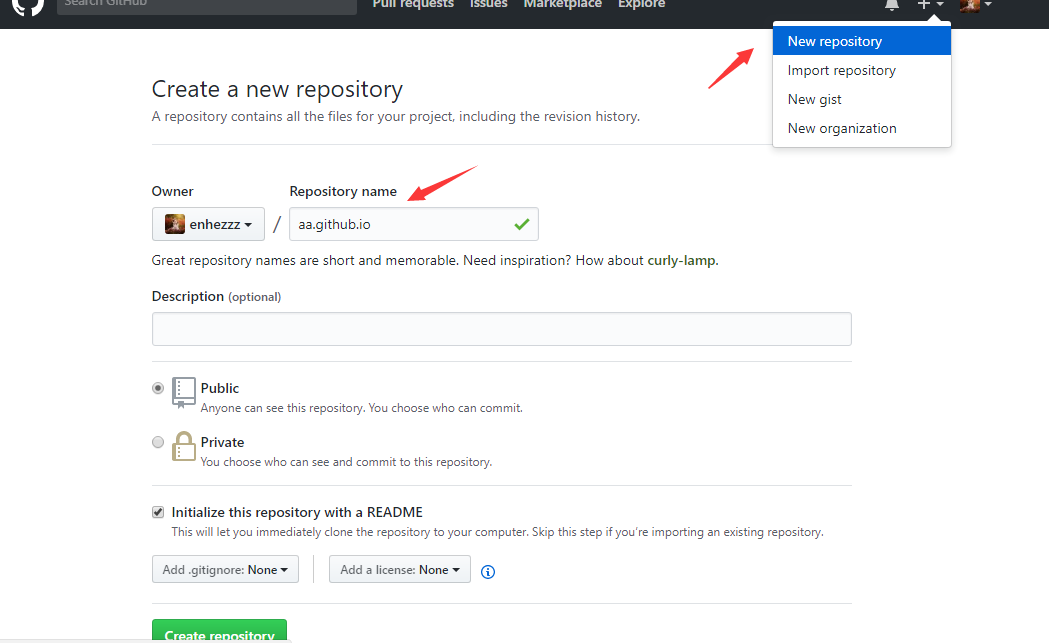 Search GitHub
Pull requests Issues Marketplace Explore
New repository
Import repository
New gist
New organization
Create a new repository
A repository contains all the files for your project, including the revision history.
Owner Repository name
enhezzz / aa.github.io
Great repository names are short and memorable. Need inspiration? How about curly-lamp.
Description (optional)
Public
Anyone can see this repository. You choose who can commit.
Private
You choose who can see and commit to this repository.
Initialize this repository with a README
This will let you immediately clone the repository to your computer. Skip this step if you're importing an existing repository.
Add .gitignore: None Add a license: None
Create repository